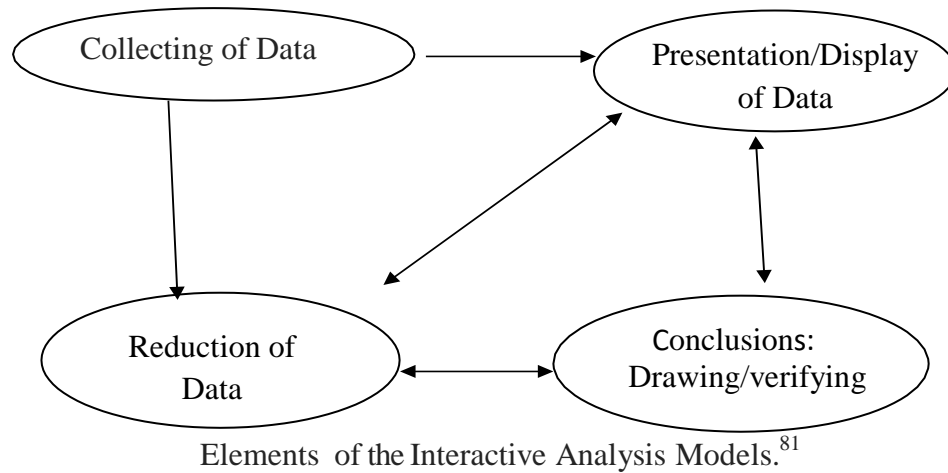 Collecting of Data
Presentation/Display
of Data
Reduction of
Data
Conclusions:
Drawing/verifying
Elements of the Interactive Analysis Models.81